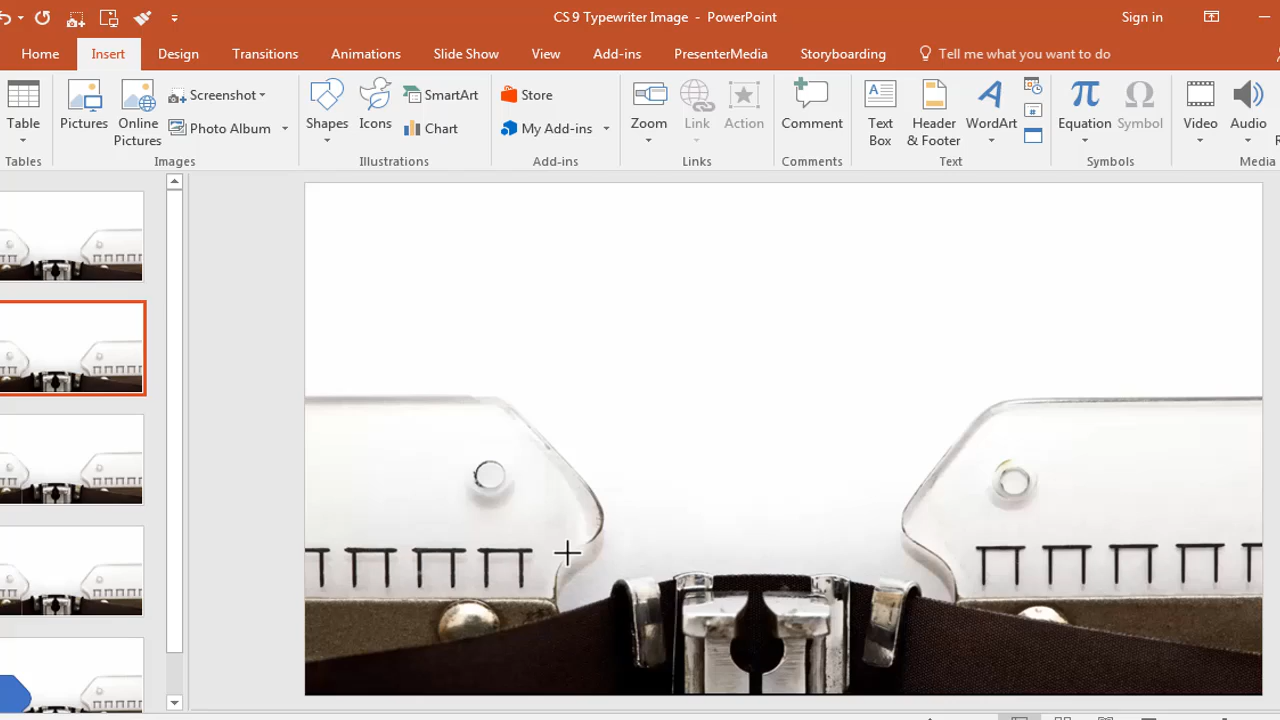 CS 9 Typewriter Image - PowerPoint
Sign in
Home Insert Design Transitions Animations Slide Show View Add-ins PresenterMedia Storyboarding Tell me what you want to do
Table
Pictures
Online Pictures
Screenshot
Photo Album
Shapes
Icons
SmartArt
Chart
Store
My Add-ins
Zoom
Link
Action
Comment
Text Box
Header & Footer
WordArt
Equation
Symbol
Video
Audio
Tables Images Illustrations Add-ins Links Comments Text Symbols Media